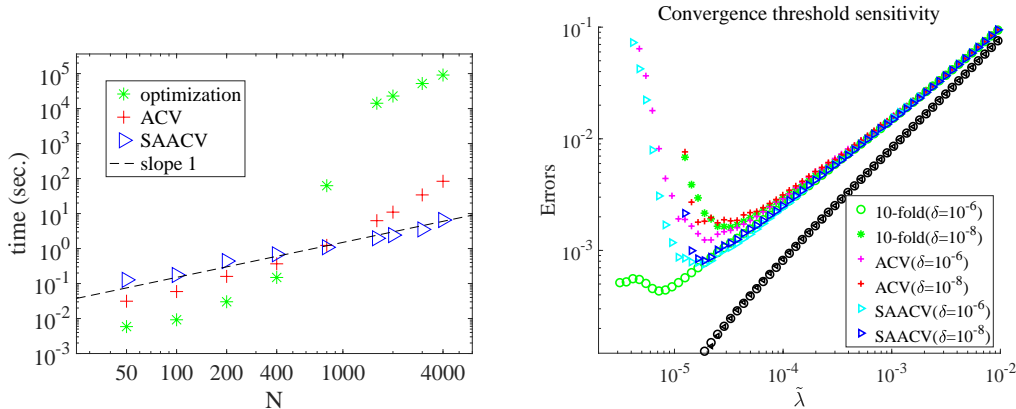 10^5
10^4
10^3
10^2
10^1
10^0
10^-1
10^-2
10^-3
time (sec.)
optimization
ACV
SAACV
slope 1
50 100 200 400 1000 4000
N
Convergence threshold sensitivity
10^-1
10^-2
10^-3
Errors
10-fold(δ=10^-6)
10-fold(δ=10^-8)
ACV(δ=10^-6)
ACV(δ=10^-8)
SAACV(δ=10^-6)
SAACV(δ=10^-8)
10^-5 10^-4 10^-3 10^-2
λ̃